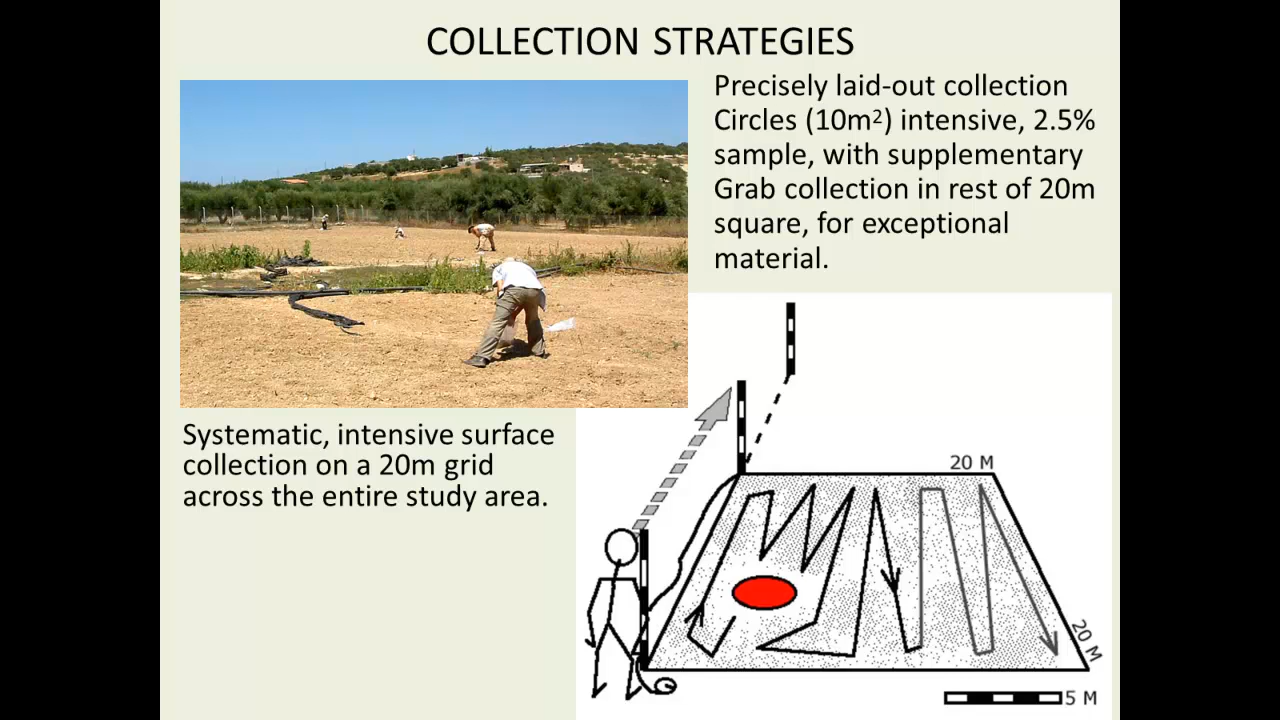 COLLECTION STRATEGIES
Precisely laid-out collection
Circles (10m²) intensive, 2.5%
sample, with supplementary
Grab collection in rest of 20m
square, for exceptional
material.
Systematic, intensive surface
collection on a 20m grid
across the entire study area.
20 M
20 M
5 M